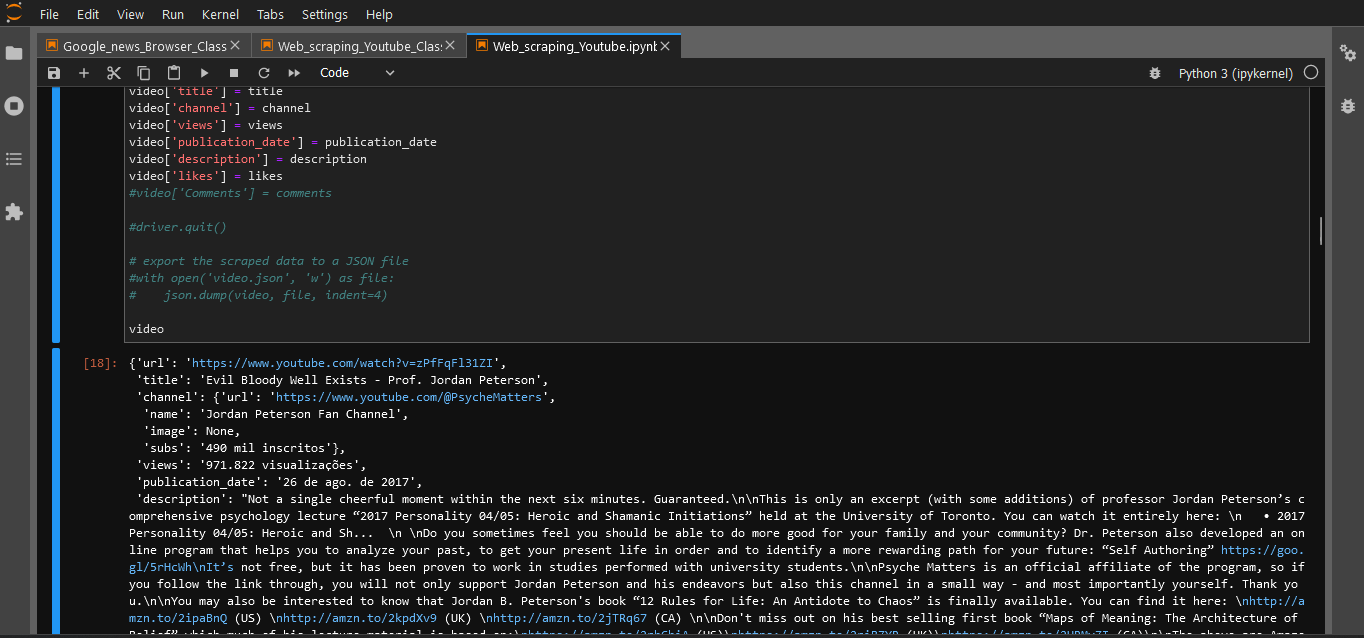 File Edit View Run Kernel Tabs Settings Help
Google_news_Browser_Class Web_scraping_Youtube_Clas: Web_scraping_Youtube.ipynb
Code Python 3 (ipykernel)
video['title'] = title
video['channel'] = channel
video['views'] = views
video['publication_date'] = publication_date
video['description'] = description
video['likes'] = likes
#video['Comments'] = comments
#driver.quit()
# export the scraped data to a JSON file
#with open('video.json', 'w') as file:
#    json.dump(video, file, indent=4)
video
[18]: {'url': 'https://www.youtube.com/watch?v=zPfFqFl31ZI',
'title': 'Evil Bloody Well Exists - Prof. Jordan Peterson',
'channel': {'url': 'https://www.youtube.com/@PsycheMatters',
'name': 'Jordan Peterson Fan Channel',
'image': None,
'subs': '490 mil inscritos'},
'views': '971.822 visualizações',
'publication_date': '26 de ago. de 2017',
'description': "Not a single cheerful moment within the next six minutes. Guaranteed.\n\nThis is only an excerpt (with some additions) of professor Jordan Peterson’s c
omprehensive psychology lecture “2017 Personality 04/05: Heroic and Shamanic Initiations” held at the University of Toronto. You can watch it entirely here: \n   • 2017
Personality 04/05: Heroic and Sh...  \n \nDo you sometimes feel you should be able to do more good for your family and your community? Dr. Peterson also developed an on
line program that helps you to analyze your past, to get your present life in order and to identify a more rewarding path for your future: “Self Authoring” https://goo.
gl/5rHcWh\nIt’s not free, but it has been proven to work in studies performed with university students.\n\nPsyche Matters is an official affiliate of the program, so if
you follow the link through, you will not only support Jordan Peterson and his endeavors but also this channel in a small way - and most importantly yourself. Thank yo
u.\n\nYou may also be interested to know that Jordan B. Peterson's book “12 Rules for Life: An Antidote to Chaos” is finally available. You can find it here: \nhttp://a
mzn.to/2ipaBnQ (US) \nhttp://amzn.to/2kpdXv9 (UK) \nhttp://amzn.to/2jTRq67 (CA) \n\nDon't miss out on his best selling first book “Maps of Meaning: The Architecture of